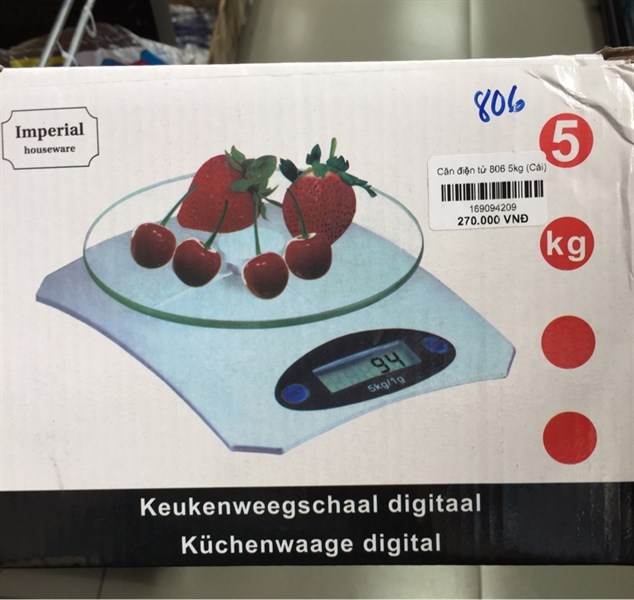 806
Imperial
houseware
5
kg
Cân điện tử 806 5kg (Cái)
169094209
270.000 VNĐ
94
5kg/1g
Keukenweegschaal digitaal
Küchenwaage digital